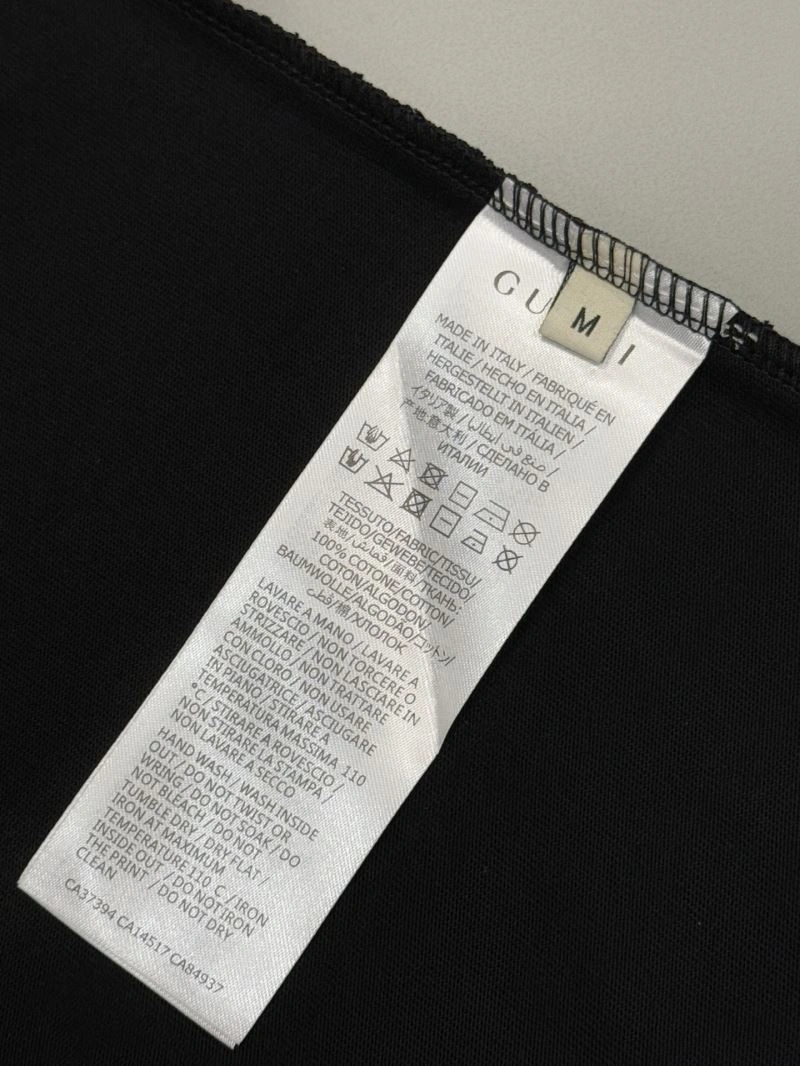 GU I
M
MADE IN ITALY / FABRIQUÉ EN
ITALIE / HECHO EN ITALIA /
HERGESTELLT IN ITALIEN /
FABRICADO EM ITÁLIA /
イタリア製 / صنع في ايطاليا /
产地:意大利 / СДЕЛАНО В
ИТАЛИИ
TESSUTO/FABRIC/TISSU/
TEJIDO/GEWEBE/TECIDO/
表地/قماش/面料/ТКАНЬ:
100% COTONE/COTTON/
COTON/ALGODON/
BAUMWOLLE/ALGODÃO/コットン/
قطن/棉/ХЛОПОК
LAVARE A MANO / LAVARE A
ROVESCIO / NON TORCERE O
STRIZZARE / NON LASCIARE IN
AMMOLLO / NON TRATTARE
CON CLORO / NON USARE
ASCIUGATRICE / ASCIUGARE
IN PIANO / STIRARE A
TEMPERATURA MASSIMA 110
°C / STIRARE A ROVESCIO /
NON STIRARE LA STAMPA /
NON LAVARE A SECCO
HAND WASH / WASH INSIDE
OUT / DO NOT TWIST OR
WRING / DO NOT SOAK / DO
NOT BLEACH / DO NOT
TUMBLE DRY / DRY FLAT /
IRON AT MAXIMUM
TEMPERATURE 110 C / IRON
INSIDE OUT / DO NOT IRON
THE PRINT / DO NOT DRY
CLEAN
CA37394 CA14517 CA84937